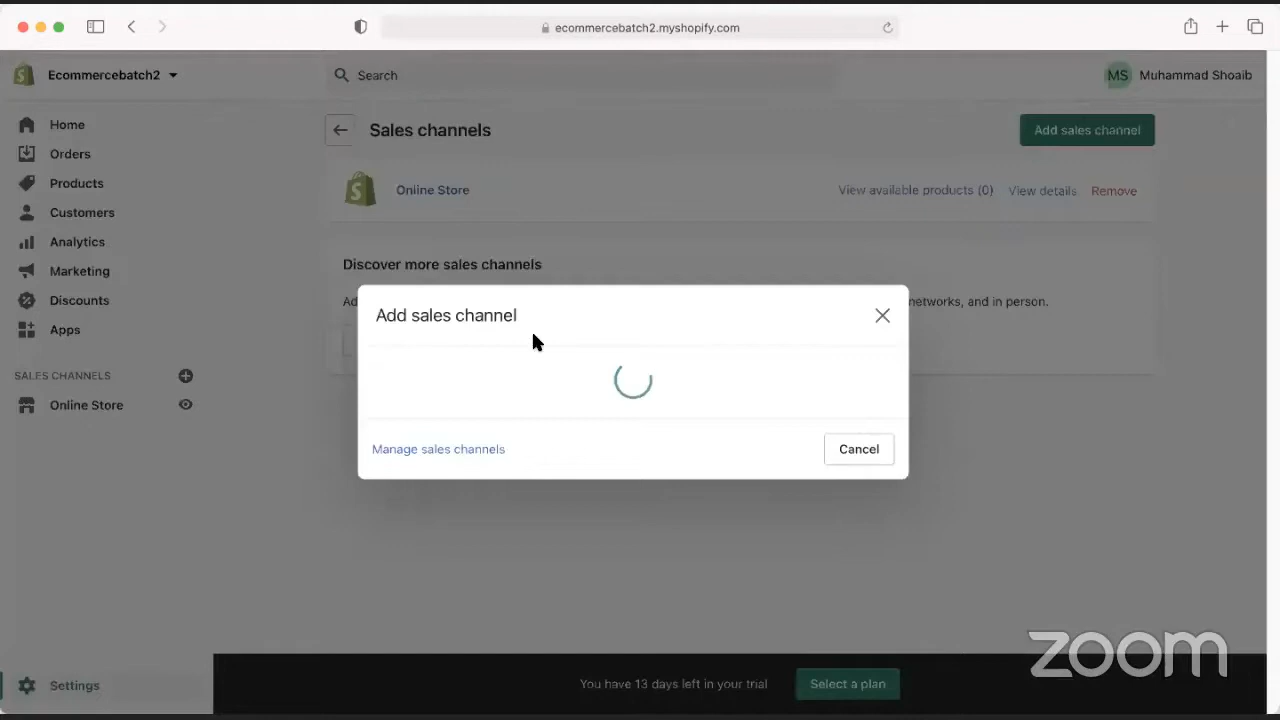 ecommercebatch2.myshopify.com
Ecommercebatch2
Search
MS
Muhammad Shoaib
Home
Orders
Products
Customers
Analytics
Marketing
Discounts
Apps
SALES CHANNELS
Online Store
Settings
Sales channels
Add sales channel
Online Store
View available products (0)
View details
Remove
Discover more sales channels
Ad
networks, and in person.
Add sales channel
Manage sales channels
Cancel
You have 13 days left in your trial
Select a plan
zoom